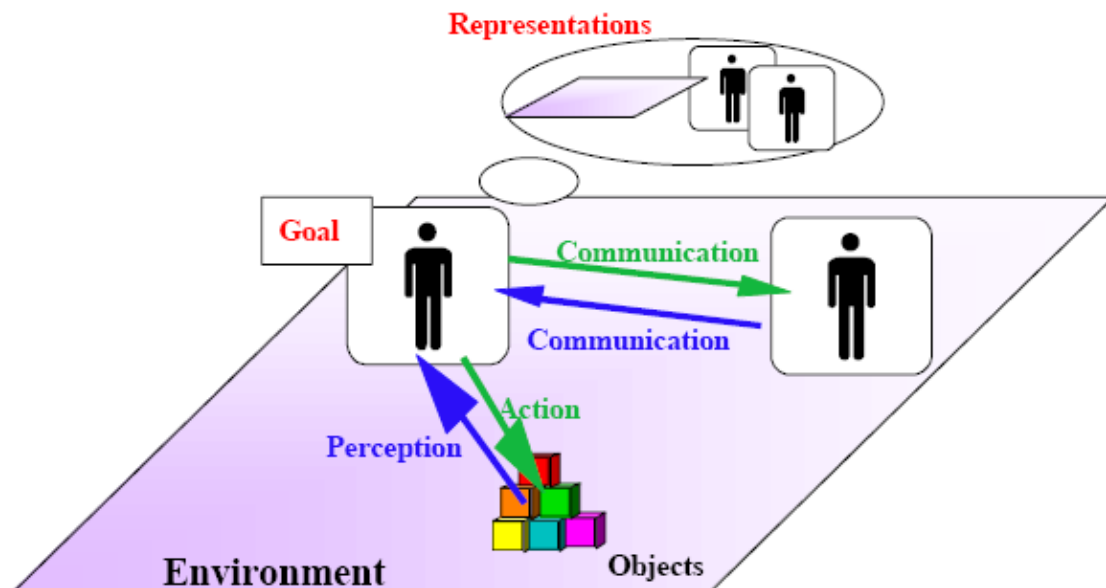 Representations
Goal
Communication
Communication
Action
Perception
Objects
Environment